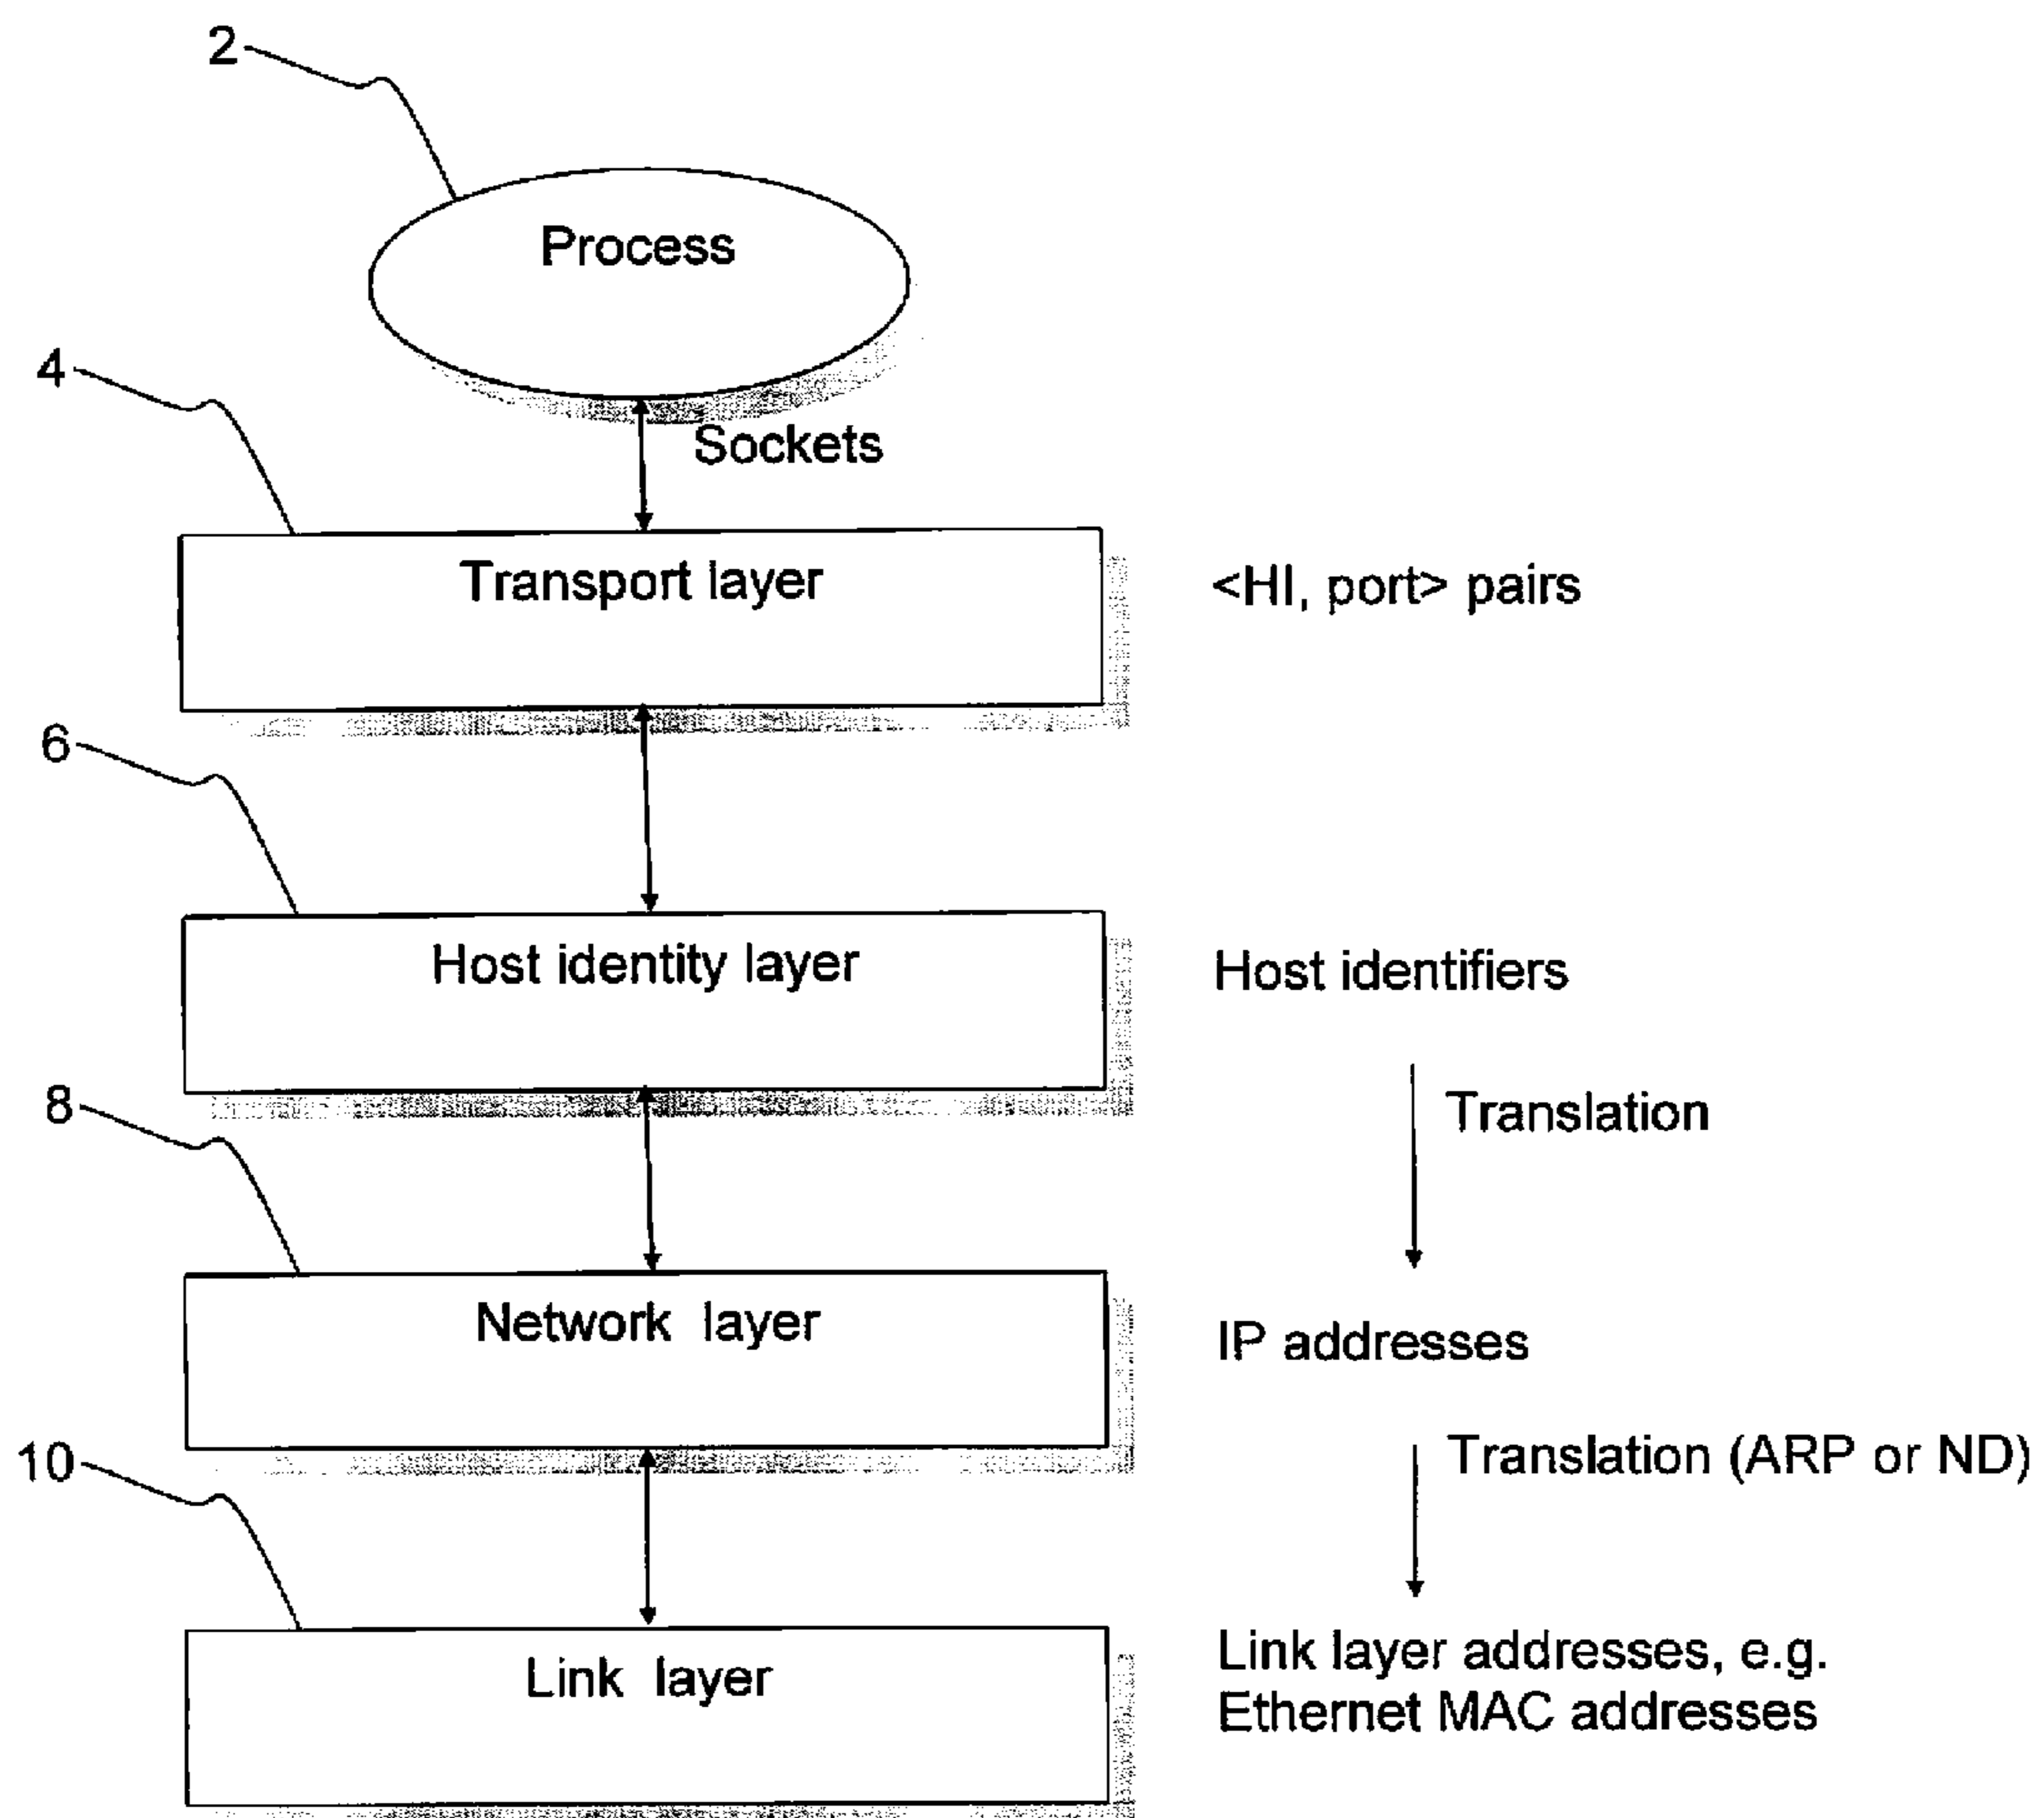 2
Process
4
Sockets
Transport layer
<HI, port> pairs
6
Host identity layer
Host identifiers
8
Translation
Network layer
IP addresses
10
Translation (ARP or ND)
Link layer
Link layer addresses, e.g.
Ethernet MAC addresses